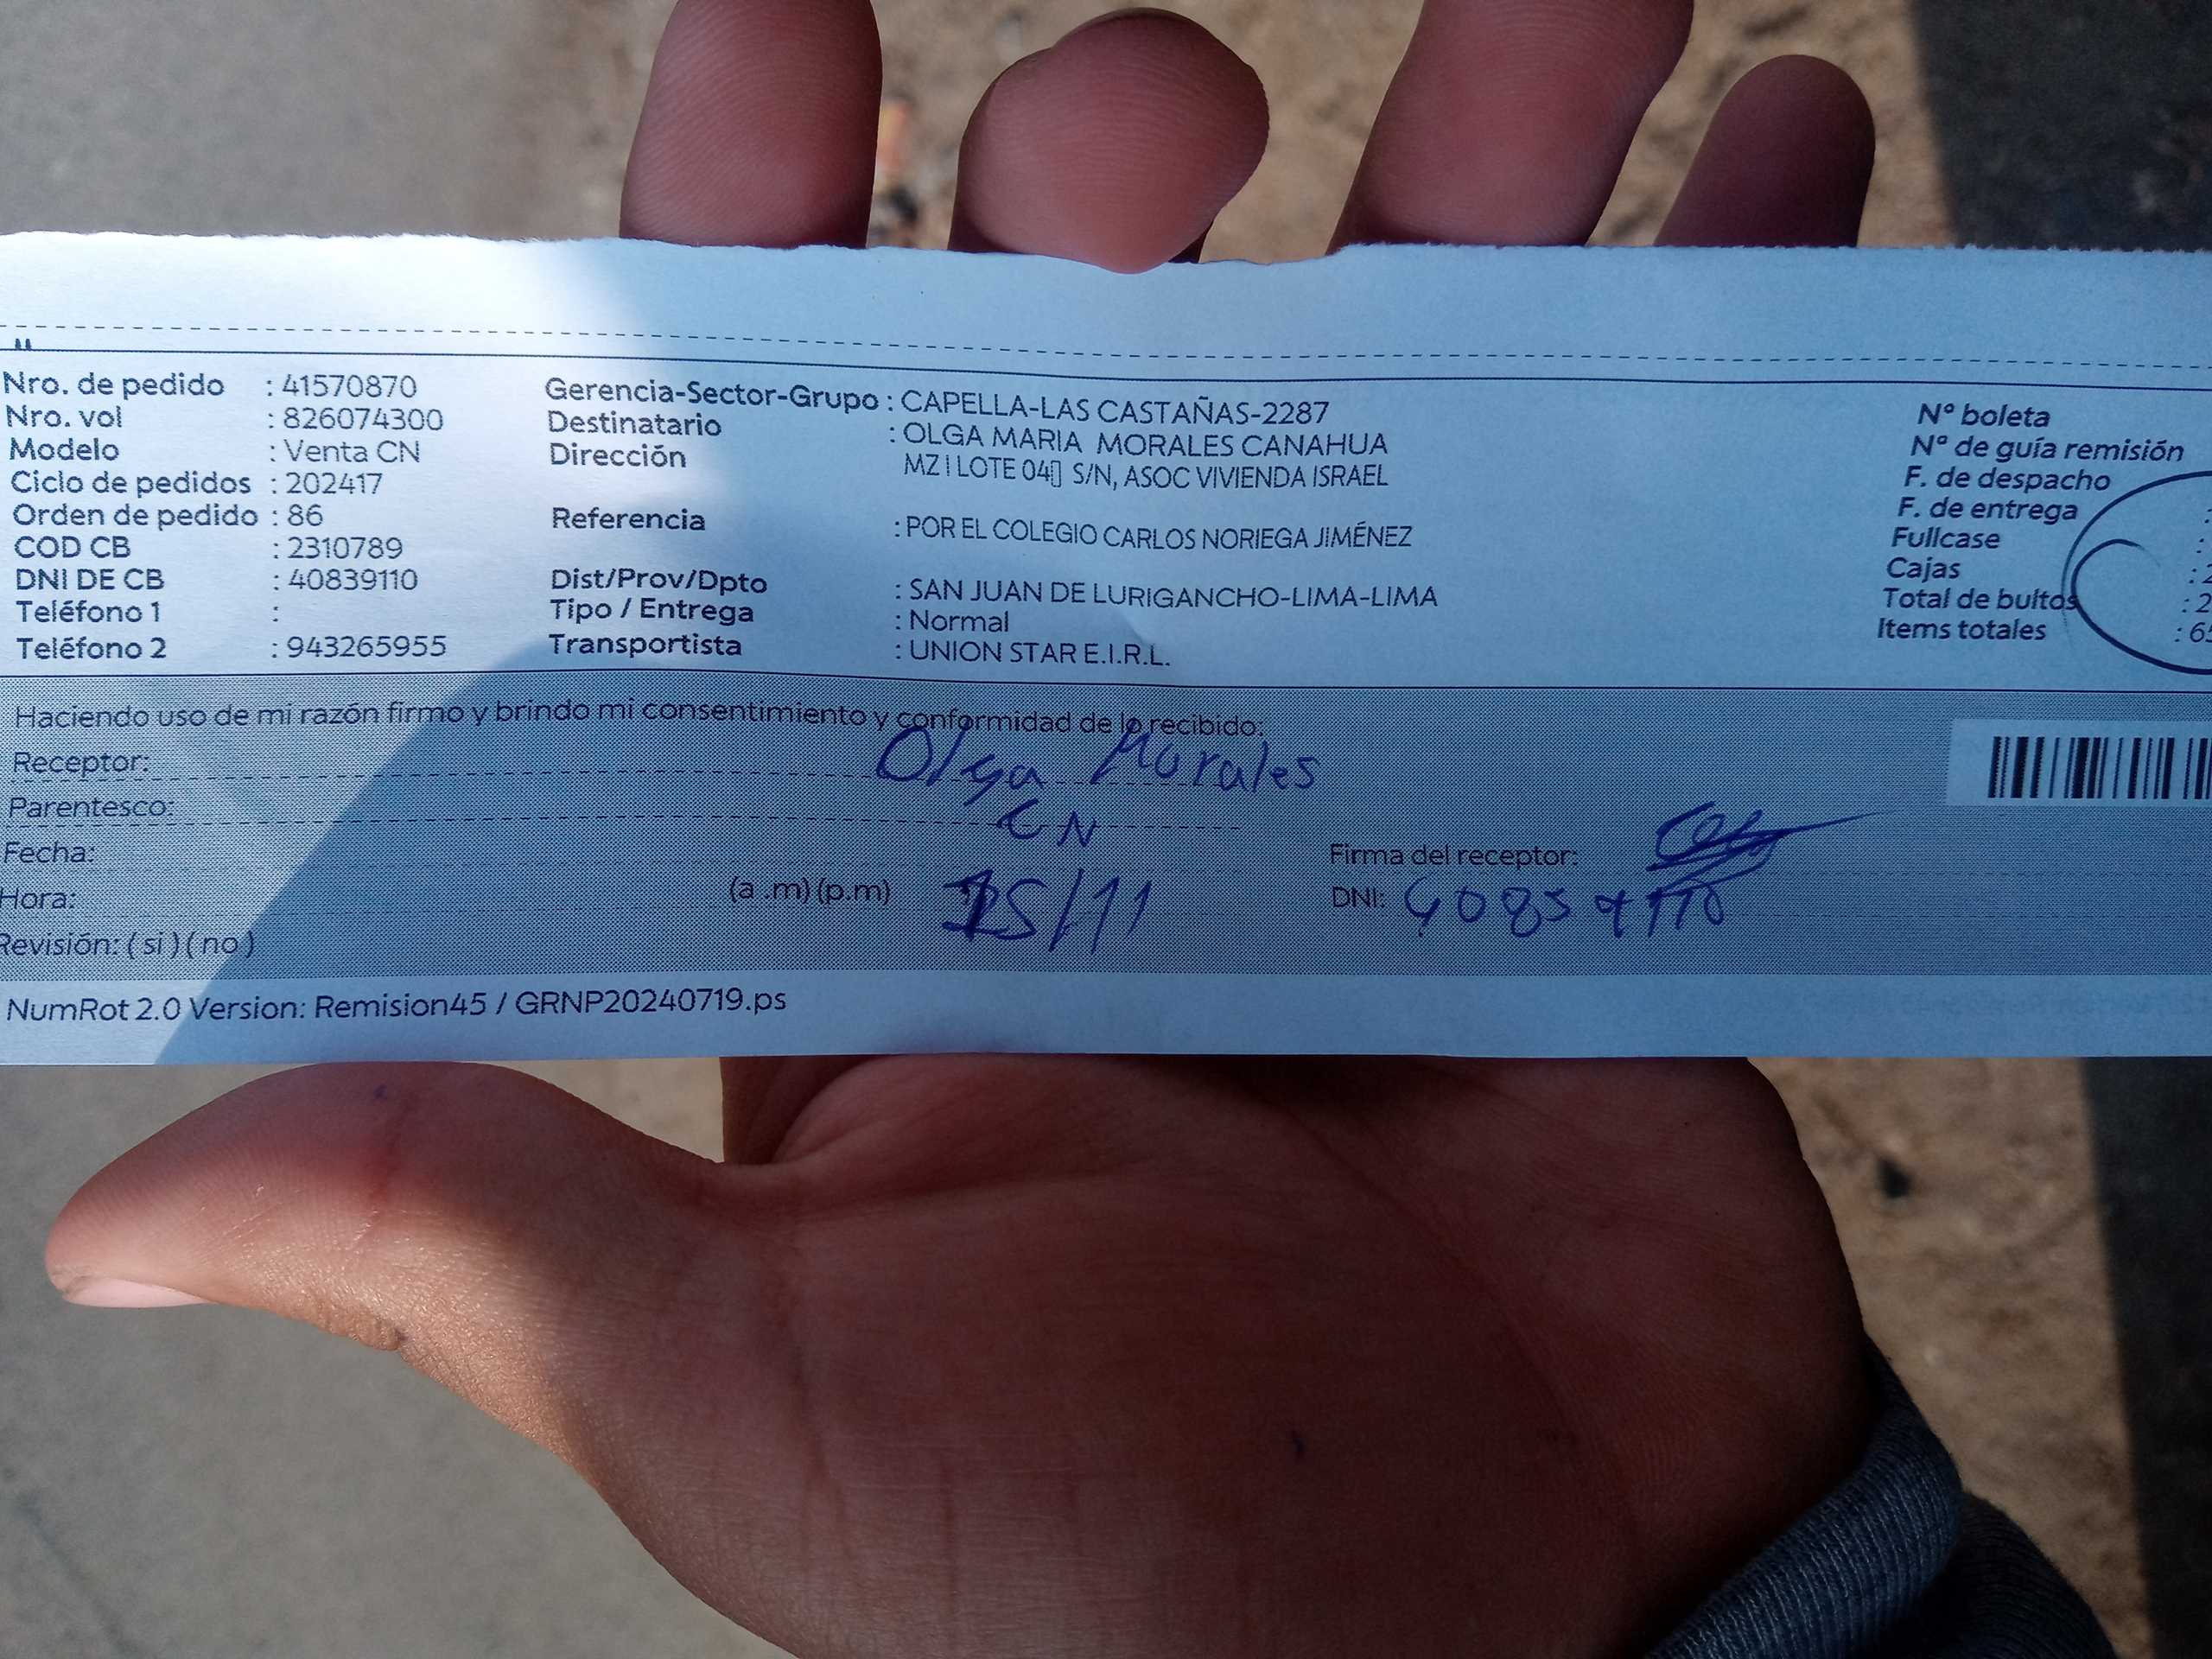 Nro. de pedido : 41570870
Nro. vol : 826074300
Modelo : Venta CN
Ciclo de pedidos : 202417
Orden de pedido : 86
COD CB : 2310789
DNI DE CB : 40839110
Teléfono 1 :
Teléfono 2 : 943265955
Gerencia-Sector-Grupo : CAPELLA-LAS CASTAÑAS-2287
Destinatario : OLGA MARIA MORALES CANAHUA
Dirección MZ I LOTE 04 S/N, ASOC VIVIENDA ISRAEL
Referencia : POR EL COLEGIO CARLOS NORIEGA JIMÉNEZ
Dist/Prov/Dpto : SAN JUAN DE LURIGANCHO-LIMA-LIMA
Tipo / Entrega : Normal
Transportista : UNION STAR E.I.R.L.
N° boleta
N° de guía remisión
F. de despacho
F. de entrega :
Fullcase :
Cajas : 2
Total de bultos : 2
Items totales : 65
Haciendo uso de mi razón firmo y brindo mi consentimiento y conformidad de lo recibido:
Receptor: Olga Morales
Parentesco: CN
Fecha:
Hora: (a .m) (p.m) 25/11
Revisión: ( si ) ( no )
Firma del receptor:
DNI:
NumRot 2.0 Version: Remision45 / GRNP20240719.ps